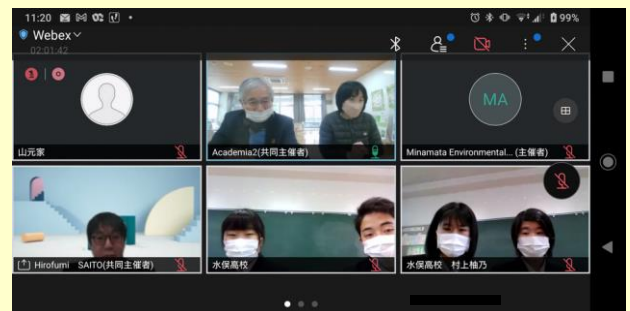 11:20
99%
Webex
02:01:42
山元家
Academia2(共同主催者)
MA
Minamata Environmental... (主催者)
Hirofumi SAITO(共同主催者)
水俣高校
水俣高校 村上柚乃